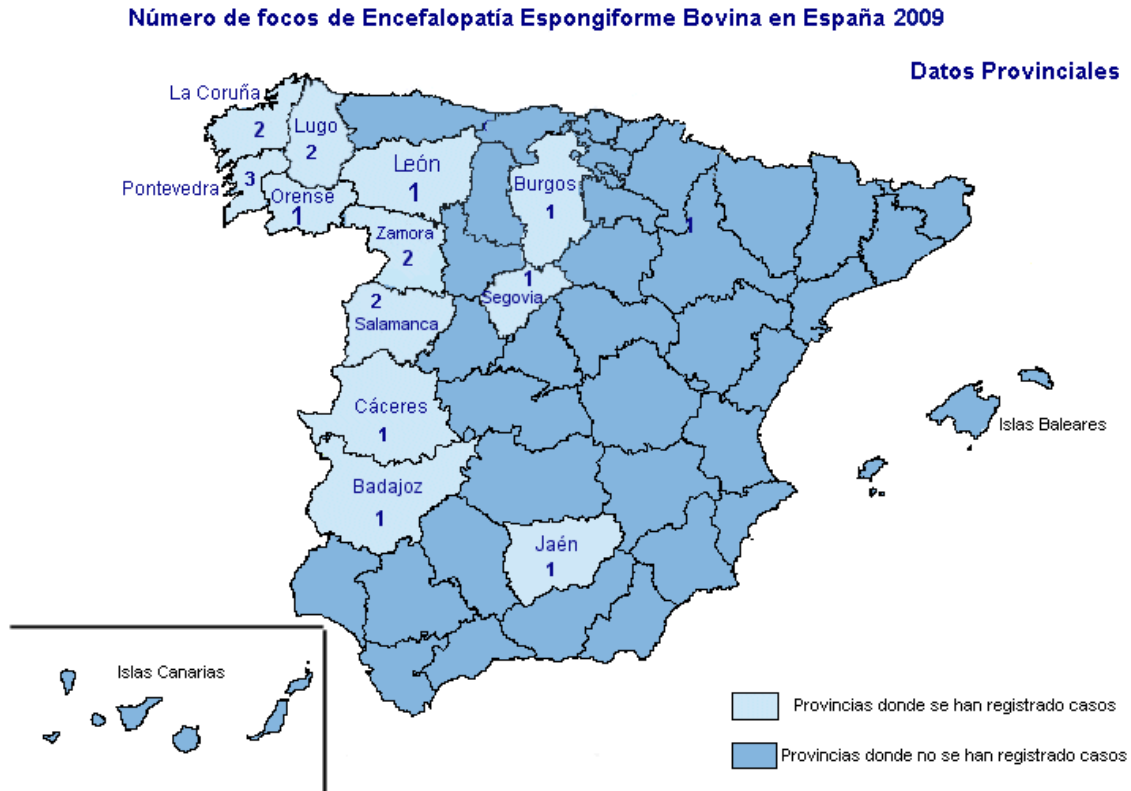 Número de focos de Encefalopatía Espongiforme Bovina en España 2009
Datos Provinciales
La Coruña
2
Lugo
2
León
1
Pontevedra
3
Orense
1
Burgos
1
1
Zamora
2
1
Segovia
2
Salamanca
Cáceres
1
Islas Baleares
Badajoz
1
Jaén
1
Islas Canarias
Provincias donde se han registrado casos
Provincias donde no se han registrado casos